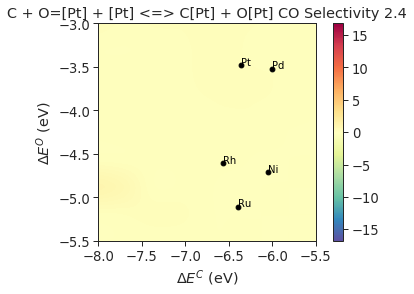 C + O=[Pt] + [Pt] <=> C[Pt] + O[Pt] CO Selectivity 2.4
−3.0
−3.5
−4.0
−4.5
−5.0
−5.5
ΔE^O (eV)
Pt
Pd
Rh
Ni
Ru
−8.0 −7.5 −7.0 −6.5 −6.0 −5.5
ΔE^C (eV)
15
10
5
0
−5
−10
−15